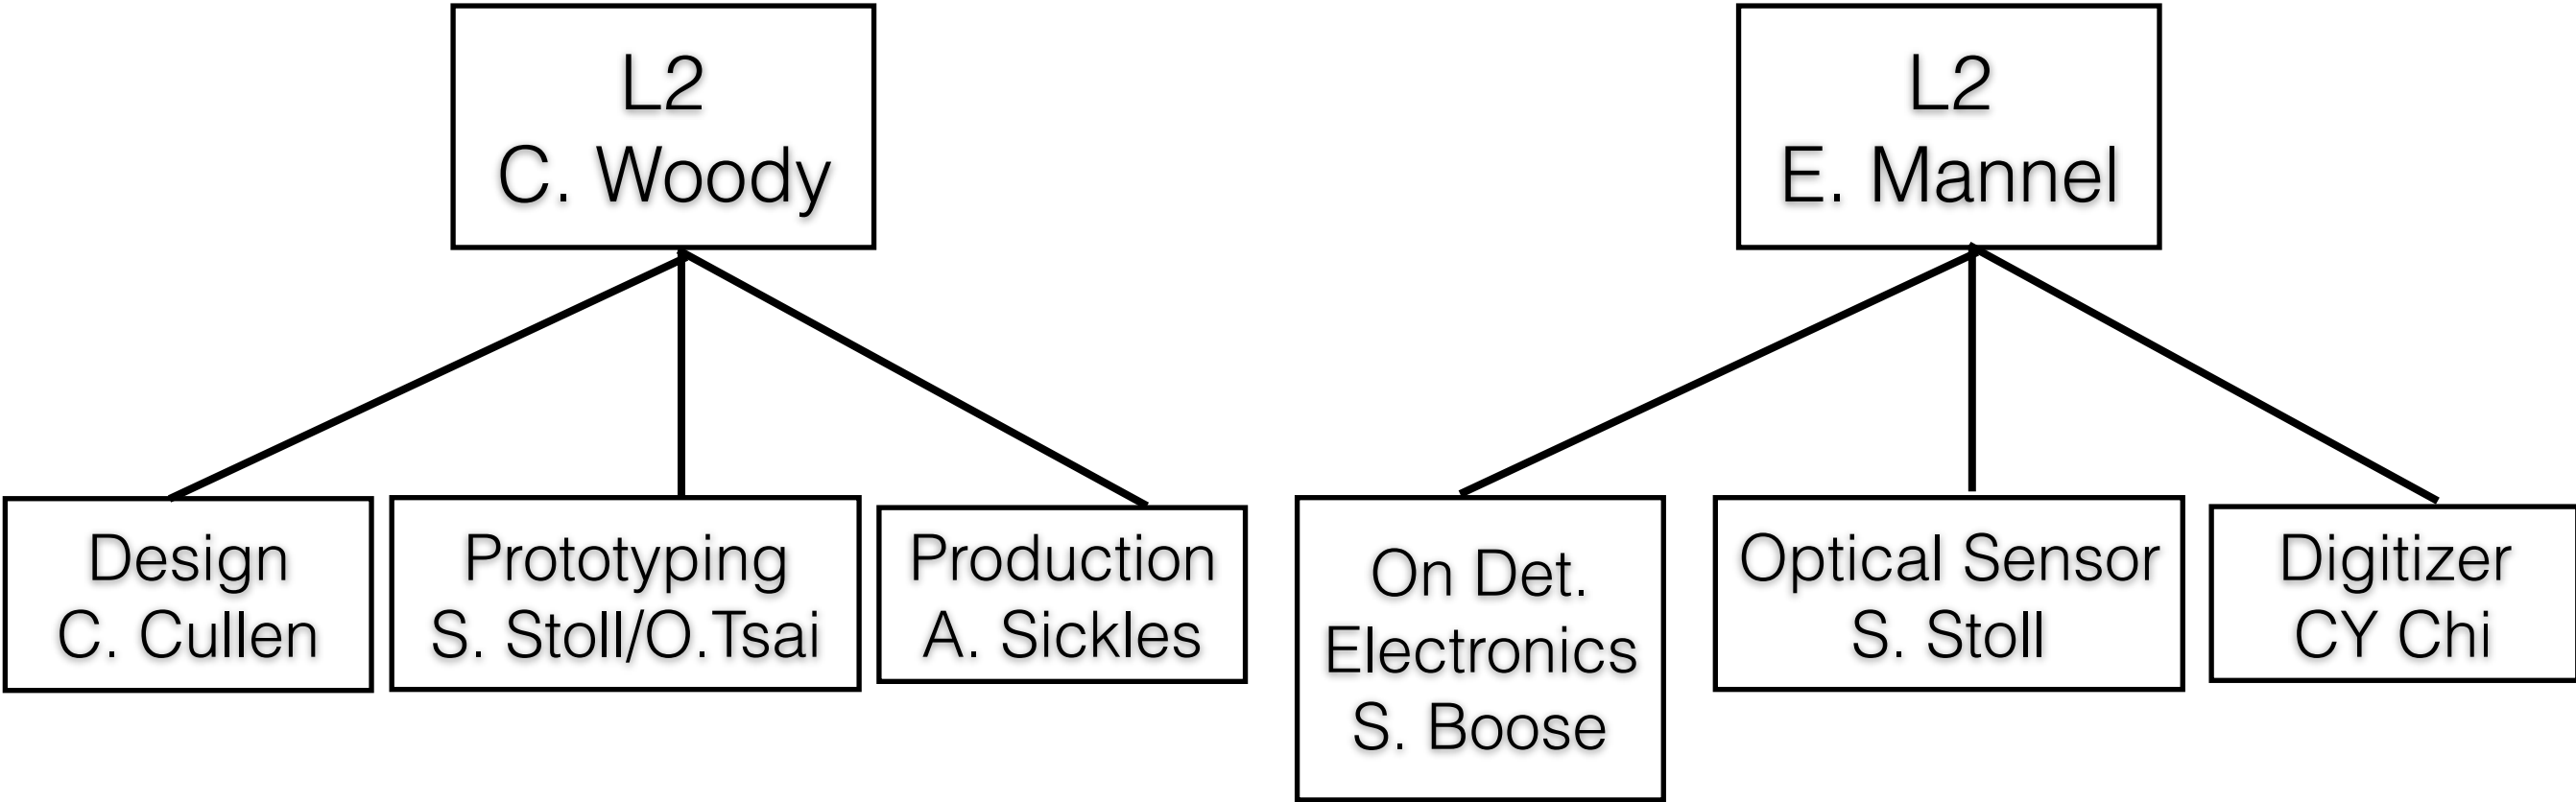 L2
C. Woody
L2
E. Mannel
Design
C. Cullen
Prototyping
S. Stoll/O.Tsai
Production
A. Sickles
On Det.
Electronics
S. Boose
Optical Sensor
S. Stoll
Digitizer
CY Chi